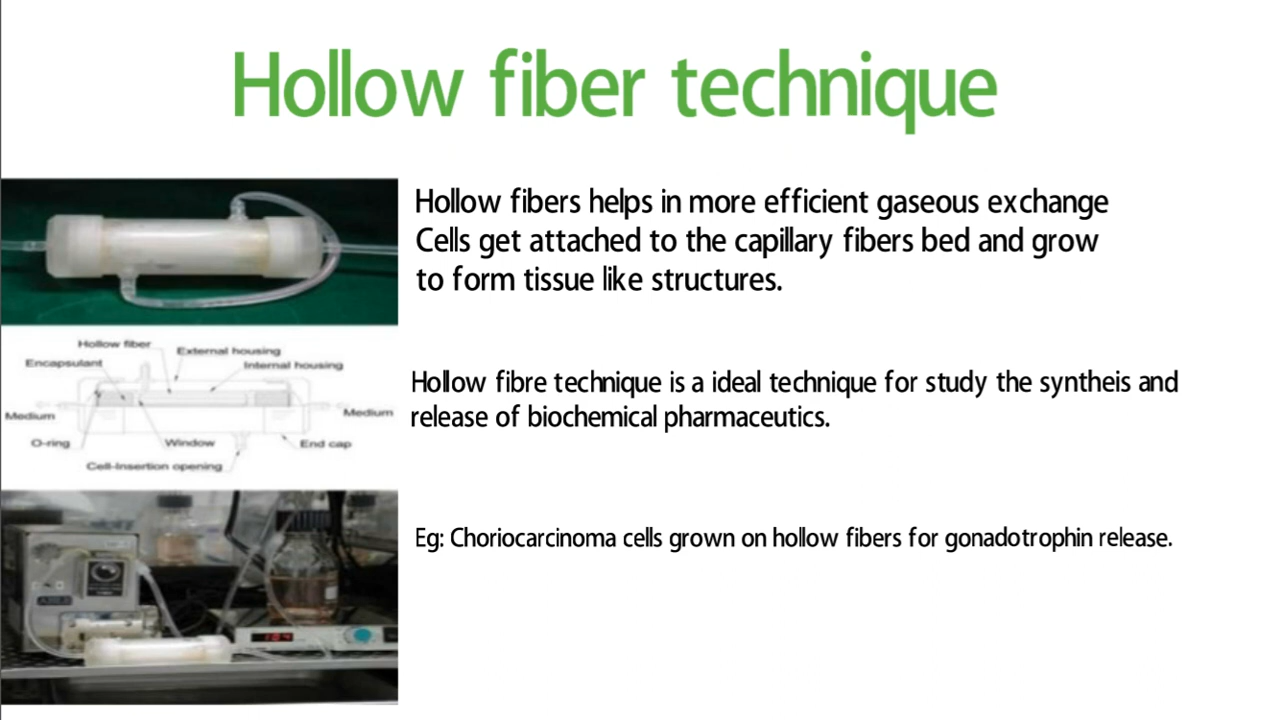 Hollow fiber technique
Hollow fibers helps in more efficient gaseous exchange
Cells get attached to the capillary fibers bed and grow
to form tissue like structures.
Hollow fiber
External housing
Encapsulant
Internal housing
Medium
Medium
O-ring
Window
End cap
Cell-Insertion opening
Hollow fibre technique is a ideal technique for study the syntheis and
release of biochemical pharmaceutics.
Eg: Choriocarcinoma cells grown on hollow fibers for gonadotrophin release.